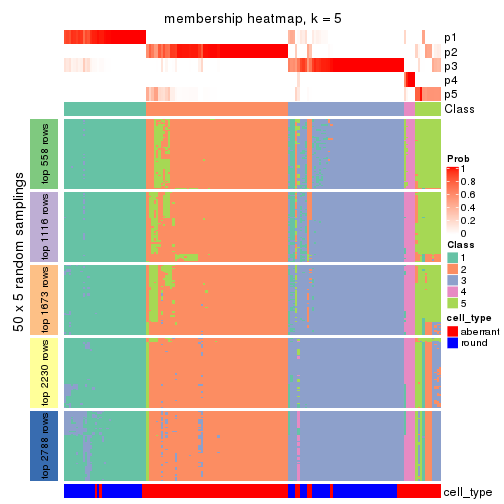 membership heatmap, k = 5
p1
p2
p3
p4
p5
Class
50 x 5 random samplings
top 558 rows
top 1116 rows
top 1673 rows
top 2230 rows
top 2788 rows
cell_type
Prob
1
0.8
0.6
0.4
0.2
0
Class
1
2
3
4
5
cell_type
aberrant
round